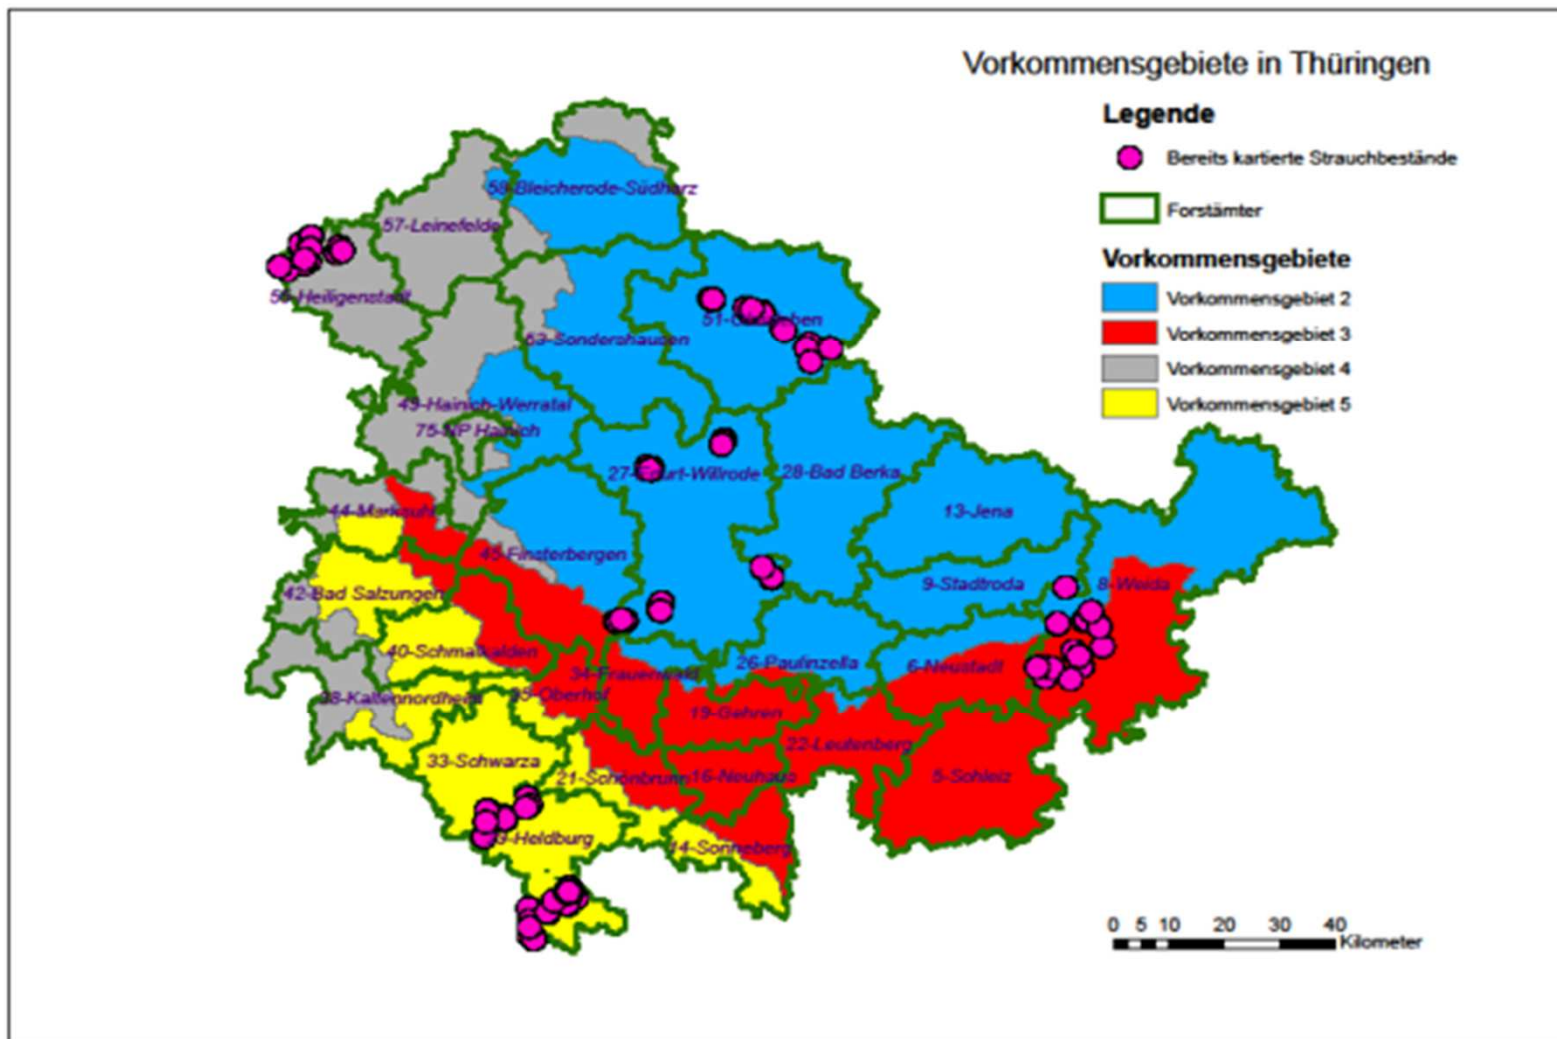 Vorkommensgebiete in Thüringen
Legende
Bereits kartierte Strauchbestände
Forstämter
Vorkommensgebiete
Vorkommensgebiet 2
Vorkommensgebiet 3
Vorkommensgebiet 4
Vorkommensgebiet 5
58-Bleicherode-Südharz
57-Leinefelde
55-Heiligenstadt
53-Sondershausen
49-Hainich-Werratal
75-NP Hainich
27-Erfurt-Willrode
28-Bad Berka
13-Jena
44-Marksuhl
45-Finsterbergen
9-Stadtroda
8-Weida
42-Bad Salzungen
40-Schmalkalden
26-Paulinzella
6-Neustadt
34-Frauenwald
38-Kaltennordheim
35-Oberhof
19-Gehren
22-Leutenberg
33-Schwarza
21-Schönbrunn
16-Neuhaus
5-Schleiz
-Heldburg
14-Sonneberg
0 5 10 20 30 40
Kilometer